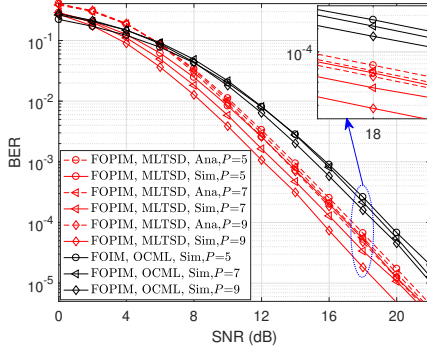 10^{-1}
10^{-2}
10^{-3}
10^{-4}
10^{-5}
BER
0 4 8 12 16 20
SNR (dB)
10^{-4}
18
FOPIM, MLTSD, Ana,P=5
FOPIM, MLTSD, Sim,P=5
FOPIM, MLTSD, Ana,P=7
FOPIM, MLTSD, Sim,P=7
FOPIM, MLTSD, Ana,P=9
FOPIM, MLTSD, Sim,P=9
FOIM, OCML, Sim,P=5
FOPIM, OCML, Sim,P=7
FOPIM, OCML, Sim,P=9